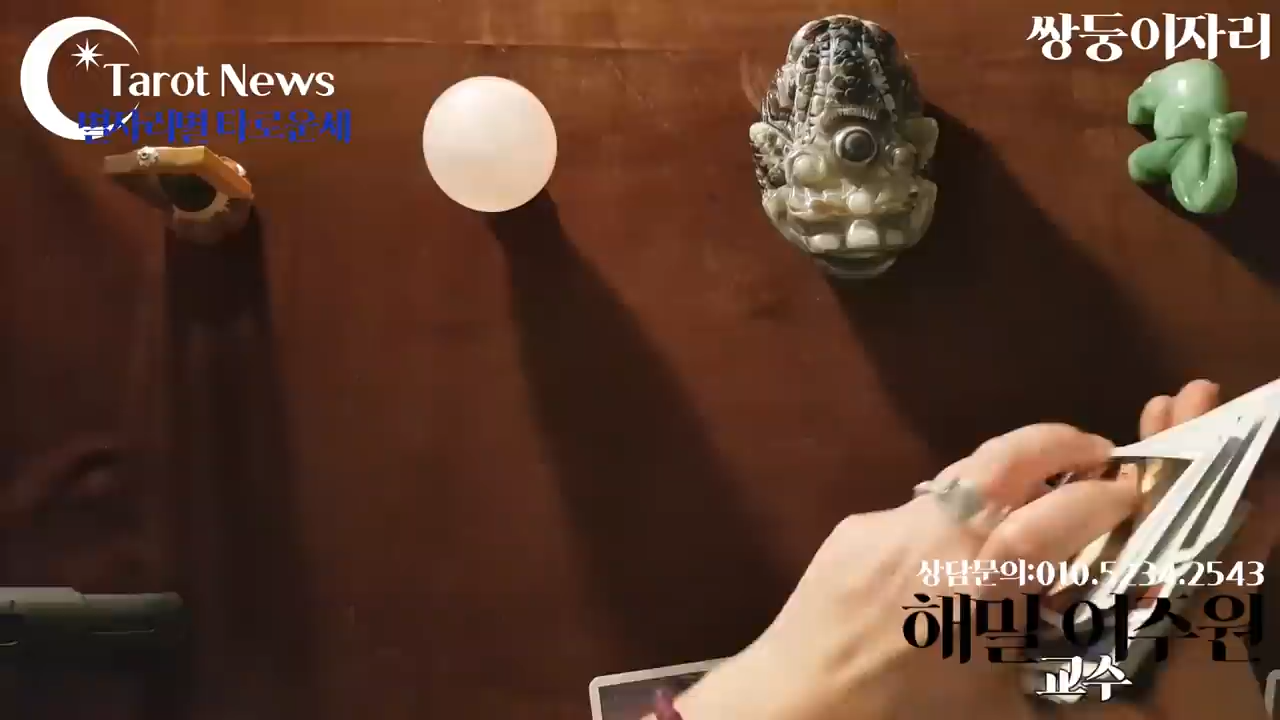 쌍둥이자리
Tarot News
별자리별 타로운세
상담문의:010.5234.2543
해밀 이주원
교수